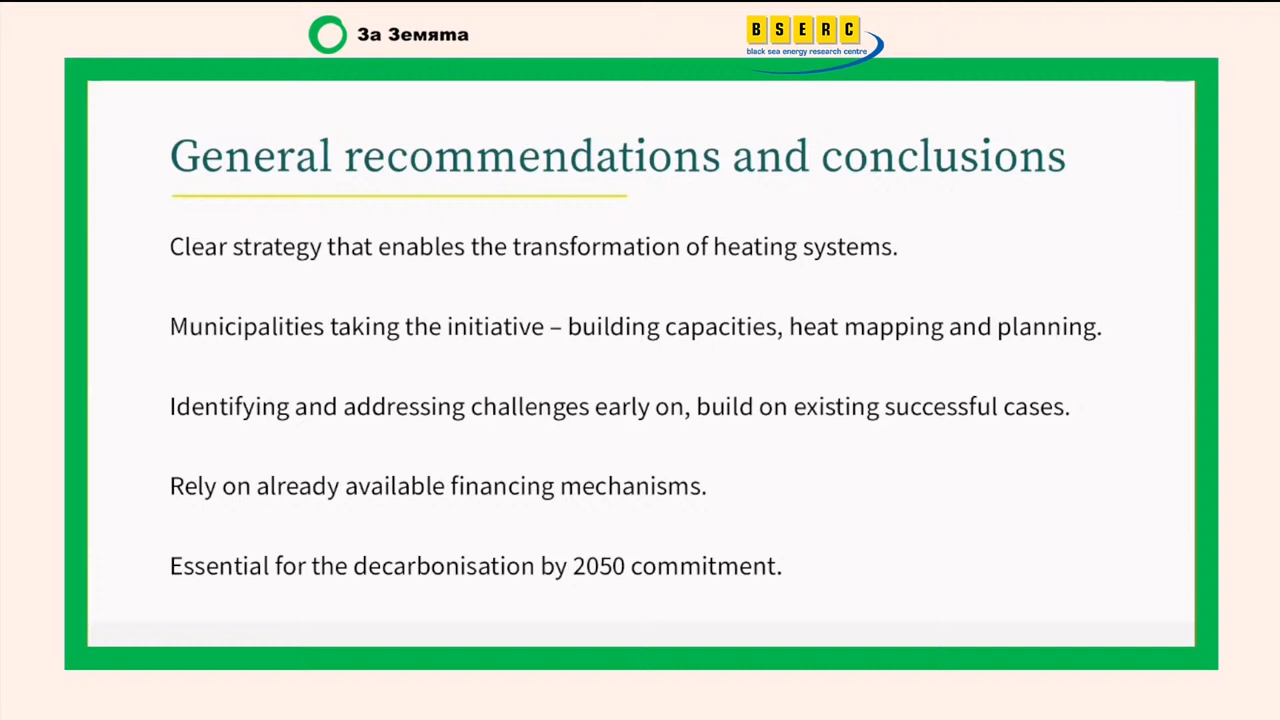 За Земята
BSERC
black sea energy research centre
General recommendations and conclusions
Clear strategy that enables the transformation of heating systems.
Municipalities taking the initiative – building capacities, heat mapping and planning.
Identifying and addressing challenges early on, build on existing successful cases.
Rely on already available financing mechanisms.
Essential for the decarbonisation by 2050 commitment.